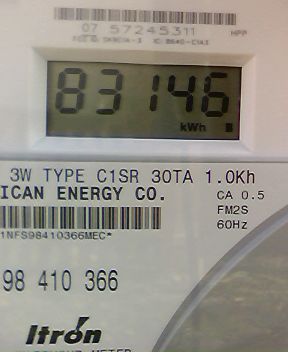 07 57245311 HPP
83146
kWh
3W TYPE C1SR 30TA 1.0Kh
ICAN ENERGY CO. CA 0.5
FM2S
60Hz
1NFS98410366MEC*
98 410 366
Itron